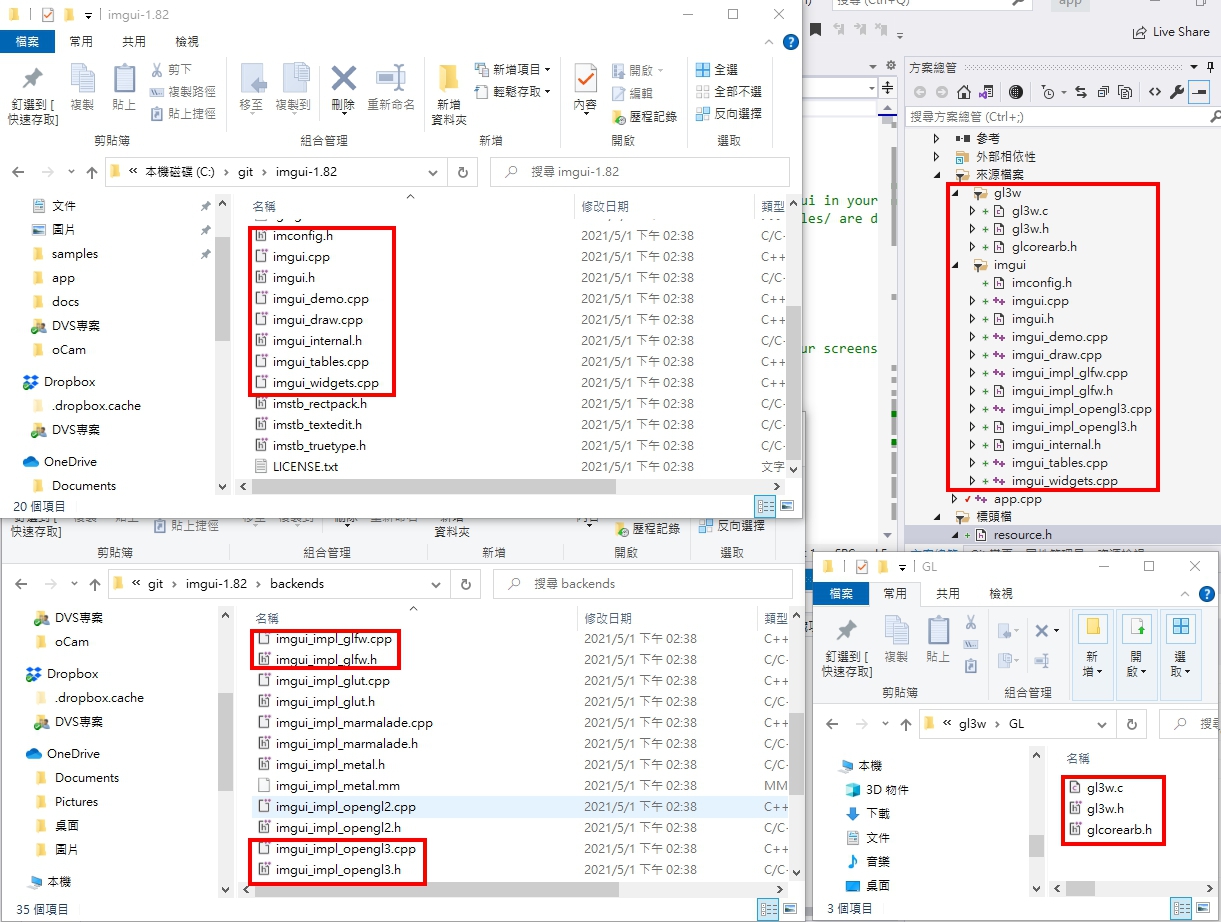 imgui-1.82
檔案 常用 共用 檢視
釘選到 [
快速存取]
複製
貼上
剪下
複製路徑
貼上捷徑
剪貼簿
移至
複製到
刪除
重新命名
組合管理
新增
資料夾
新增項目
輕鬆存取
新增
內容
開啟
編輯
歷程記錄
開啟
全選
全部不選
反向選擇
選取
« 本機磁碟 (C:) › git › imgui-1.82
搜尋 imgui-1.82
文件
圖片
samples
app
docs
DVS專案
oCam
Dropbox
.dropbox.cache
DVS專案
OneDrive
Documents
名稱 修改日期 類型
imconfig.h 2021/5/1 下午 02:38 C/C-
imgui.cpp 2021/5/1 下午 02:38 C++
imgui.h 2021/5/1 下午 02:38 C/C-
imgui_demo.cpp 2021/5/1 下午 02:38 C++
imgui_draw.cpp 2021/5/1 下午 02:38 C++
imgui_internal.h 2021/5/1 下午 02:38 C/C-
imgui_tables.cpp 2021/5/1 下午 02:38 C++
imgui_widgets.cpp 2021/5/1 下午 02:38 C++
imstb_rectpack.h 2021/5/1 下午 02:38 C/C-
imstb_textedit.h 2021/5/1 下午 02:38 C/C-
imstb_truetype.h 2021/5/1 下午 02:38 C/C-
LICENSE.txt 2021/5/1 下午 02:38 文字
20 個項目
搜尋 (Ctrl+Q)
app
Live Share
ui in your
les/ are d
ur screens
方案總管
搜尋方案總管 (Ctrl+;)
參考
外部相依性
來源檔案
gl3w
gl3w.c
gl3w.h
glcorearb.h
imgui
imconfig.h
imgui.cpp
imgui.h
imgui_demo.cpp
imgui_draw.cpp
imgui_impl_glfw.cpp
imgui_impl_glfw.h
imgui_impl_opengl3.cpp
imgui_impl_opengl3.h
imgui_internal.h
imgui_tables.cpp
imgui_widgets.cpp
app.cpp
標頭檔
resource.h
快速存取]
貼上捷徑
剪貼簿
組合管理
資料夾
新增
歷程記錄
開啟
反向選擇
選取
« git › imgui-1.82 › backends
搜尋 backends
DVS專案
oCam
Dropbox
.dropbox.cache
DVS專案
OneDrive
Documents
Pictures
桌面
圖片
本機
名稱 修改日期 類型
imgui_impl_glfw.cpp 2021/5/1 下午 02:38 C++
imgui_impl_glfw.h 2021/5/1 下午 02:38 C/C-
imgui_impl_glut.cpp 2021/5/1 下午 02:38 C++
imgui_impl_glut.h 2021/5/1 下午 02:38 C/C-
imgui_impl_marmalade.cpp 2021/5/1 下午 02:38 C++
imgui_impl_marmalade.h 2021/5/1 下午 02:38 C/C-
imgui_impl_metal.h 2021/5/1 下午 02:38 C/C-
imgui_impl_metal.mm 2021/5/1 下午 02:38 MM
imgui_impl_opengl2.cpp 2021/5/1 下午 02:38 C++
imgui_impl_opengl2.h 2021/5/1 下午 02:38 C/C-
imgui_impl_opengl3.cpp 2021/5/1 下午 02:38 C++
imgui_impl_opengl3.h 2021/5/1 下午 02:38 C/C-
35 個項目
GL
檔案 常用 共用 檢視
釘選到 [
快速存取]
複製
貼上
剪貼簿
組合管理
新
增
開
啟
選
取
« gl3w › GL
搜尋
本機
3D 物件
下載
文件
音樂
桌面
名稱
gl3w.c
gl3w.h
glcorearb.h
3 個項目